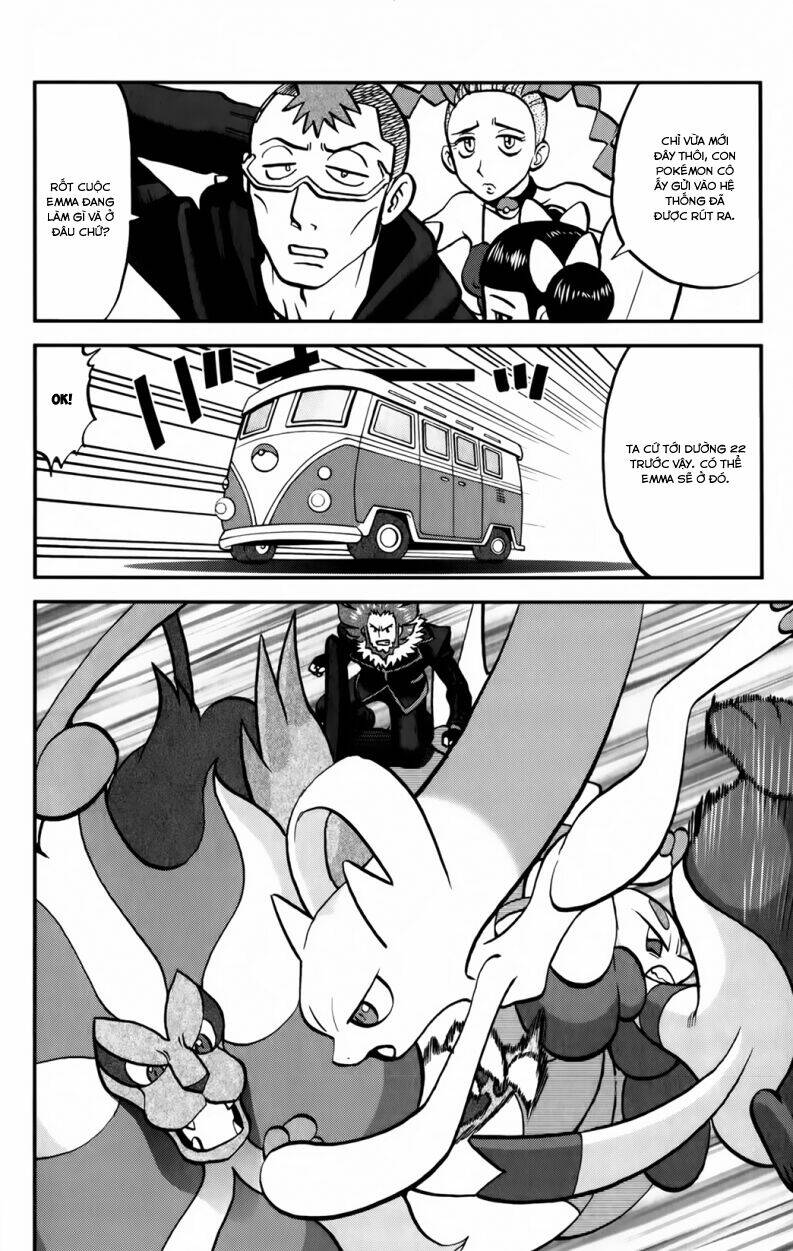 CHỈ VỪA MỚI
ĐÂY THÔI, CON
POKÉMON CÔ
ẤY GỬI VÀO HỆ
THỐNG ĐÃ
ĐƯỢC RÚT RA.
RỐT CUỘC
EMMA ĐANG
LÀM GÌ VÀ Ở
ĐÂU CHỨ?
TA CỨ TỚI DƯỜNG 22
TRƯỚC VẬY. CÓ THỂ
EMMA SẼ Ở ĐÓ.
OK!